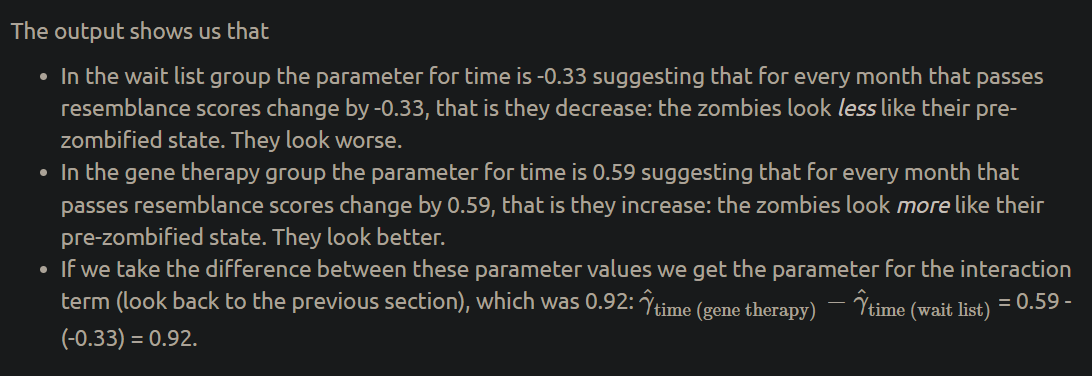 The output shows us that
• In the wait list group the parameter for time is -0.33 suggesting that for every month that passes
resemblance scores change by -0.33, that is they decrease: the zombies look less like their pre-
zombified state. They look worse.
• In the gene therapy group the parameter for time is 0.59 suggesting that for every month that
passes resemblance scores change by 0.59, that is they increase: the zombies look more like their
pre-zombified state. They look better.
• If we take the difference between these parameter values we get the parameter for the interaction
term (look back to the previous section), which was 0.92: γ̂time (gene therapy) − γ̂time (wait list) = 0.59 -
(-0.33) = 0.92.